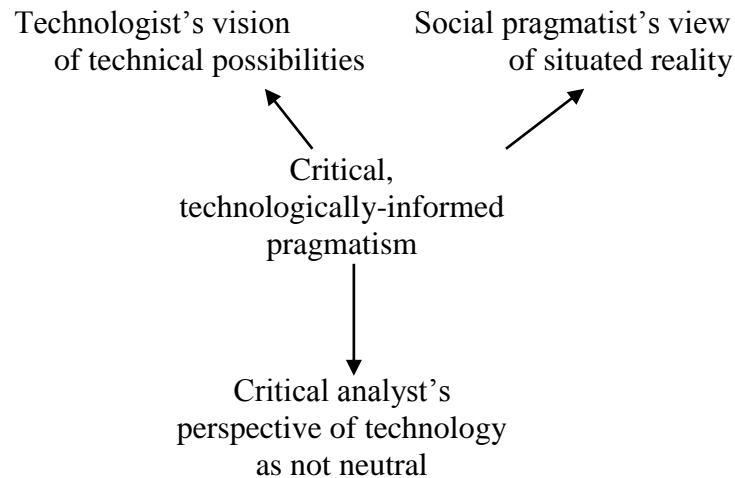 Technologist’s vision
of technical possibilities
Social pragmatist’s view
of situated reality
Critical,
technologically-informed
pragmatism
Critical analyst’s
perspective of technology
as not neutral